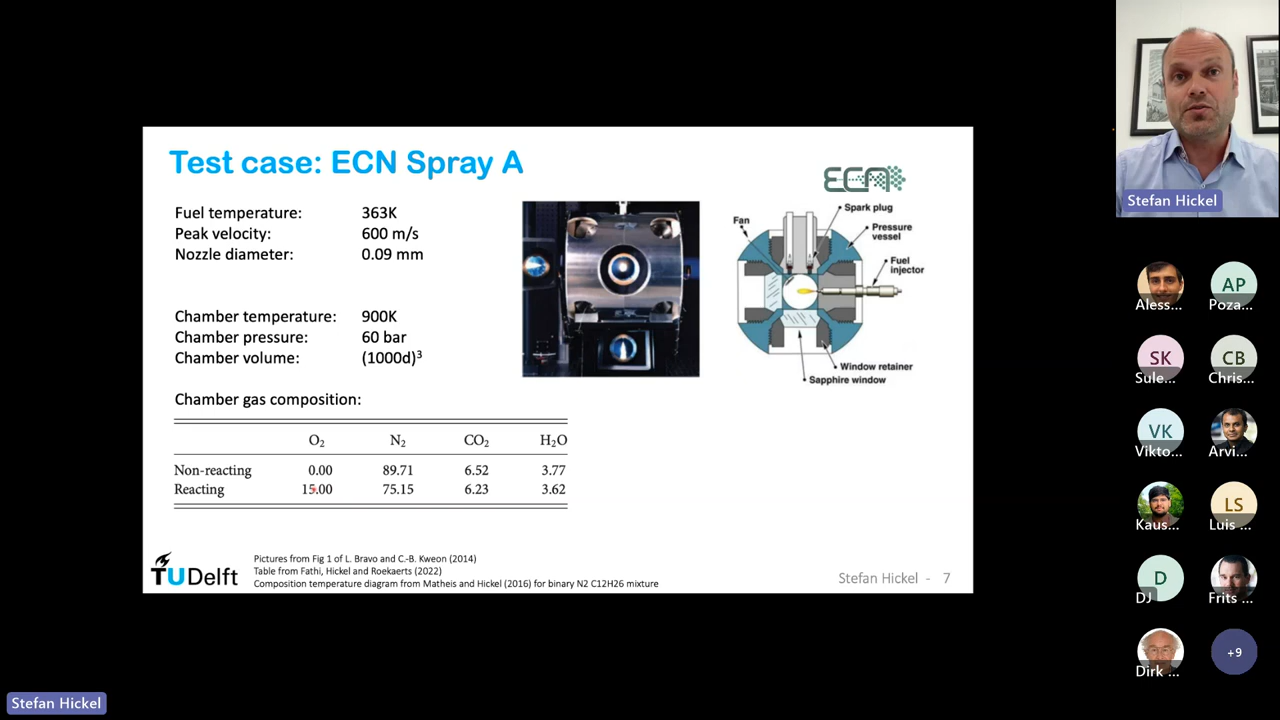 Test case: ECN Spray A
ECN
Fuel temperature: 363K
Peak velocity: 600 m/s
Nozzle diameter: 0.09 mm
Chamber temperature: 900K
Chamber pressure: 60 bar
Chamber volume: (1000d)³
Chamber gas composition:
O₂ N₂ CO₂ H₂O
Non-reacting 0.00 89.71 6.52 3.77
Reacting 15.00 75.15 6.23 3.62
Fan
Spark plug
Pressure
vessel
Fuel
injector
Window retainer
Sapphire window
TUDelft
Pictures from Fig 1 of L. Bravo and C.-B. Kweon (2014)
Table from Fathi, Hickel and Roekaerts (2022)
Composition temperature diagram from Matheis and Hickel (2016) for binary N2 C12H26 mixture
Stefan Hickel - 7
Stefan Hickel
Aless...
AP
Poza...
SK
Sule...
CB
Chris...
VK
Vikto...
Arvi...
Kaus...
LS
Luis ...
D
DJ
Frits ...
Dirk ...
+9
Stefan Hickel